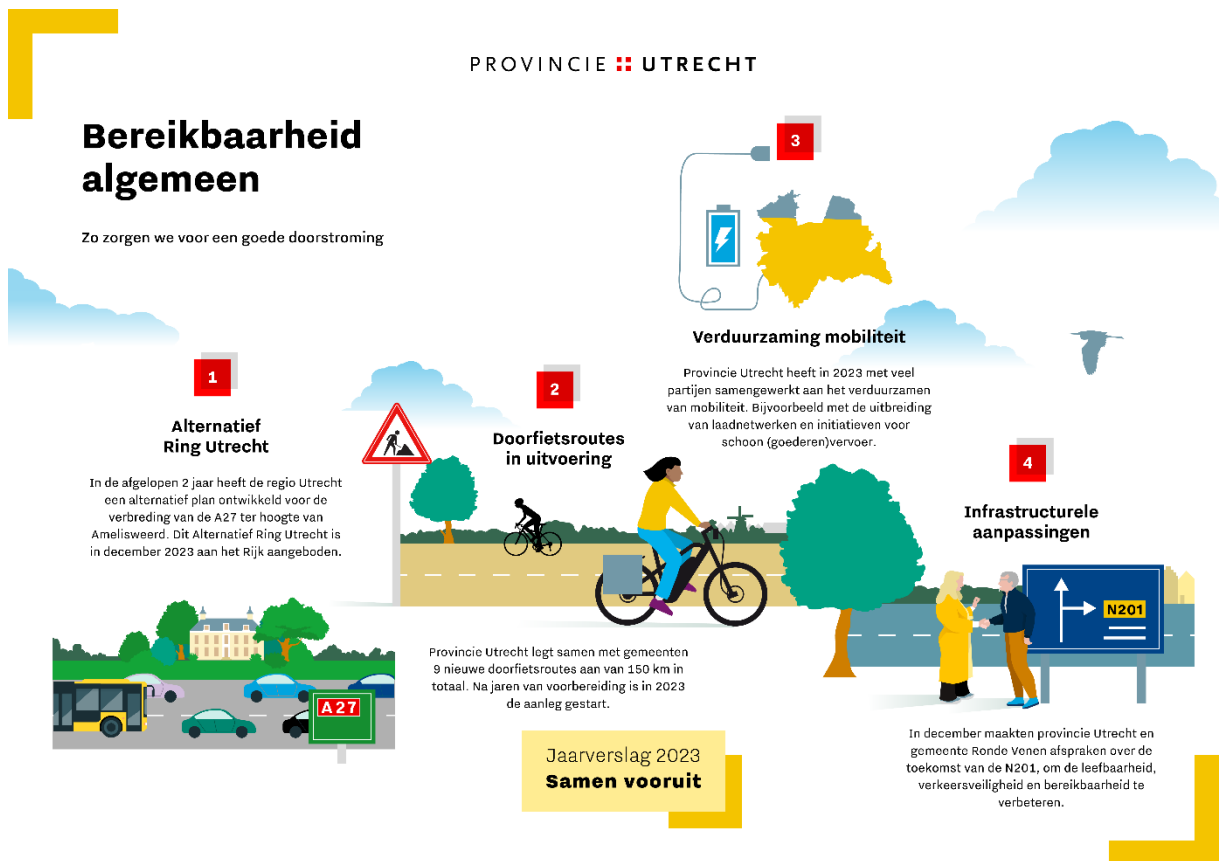 PROVINCIE UTRECHT
Bereikbaarheid
algemeen
Zo zorgen we voor een goede doorstroming
1
Alternatief
Ring Utrecht
In de afgelopen 2 jaar heeft de regio Utrecht
een alternatief plan ontwikkeld voor de
verbreding van de A27 ter hoogte van
Amelisweerd. Dit Alternatief Ring Utrecht is
in december 2023 aan het Rijk aangeboden.
A27
2
Doorfietsroutes
in uitvoering
Provincie Utrecht legt samen met gemeenten
9 nieuwe doorfietsroutes aan van 150 km in
totaal. Na jaren van voorbereiding is in 2023
de aanleg gestart.
3
Verduurzaming mobiliteit
Provincie Utrecht heeft in 2023 met veel
partijen samengewerkt aan het verduurzamen
van mobiliteit. Bijvoorbeeld met de uitbreiding
van laadnetwerken en initiatieven voor
schoon (goederen)vervoer.
4
Infrastructurele
aanpassingen
N201
In december maakten provincie Utrecht en
gemeente Ronde Venen afspraken over de
toekomst van de N201, om de leefbaarheid,
verkeersveiligheid en bereikbaarheid te
verbeteren.
Jaarverslag 2023
Samen vooruit